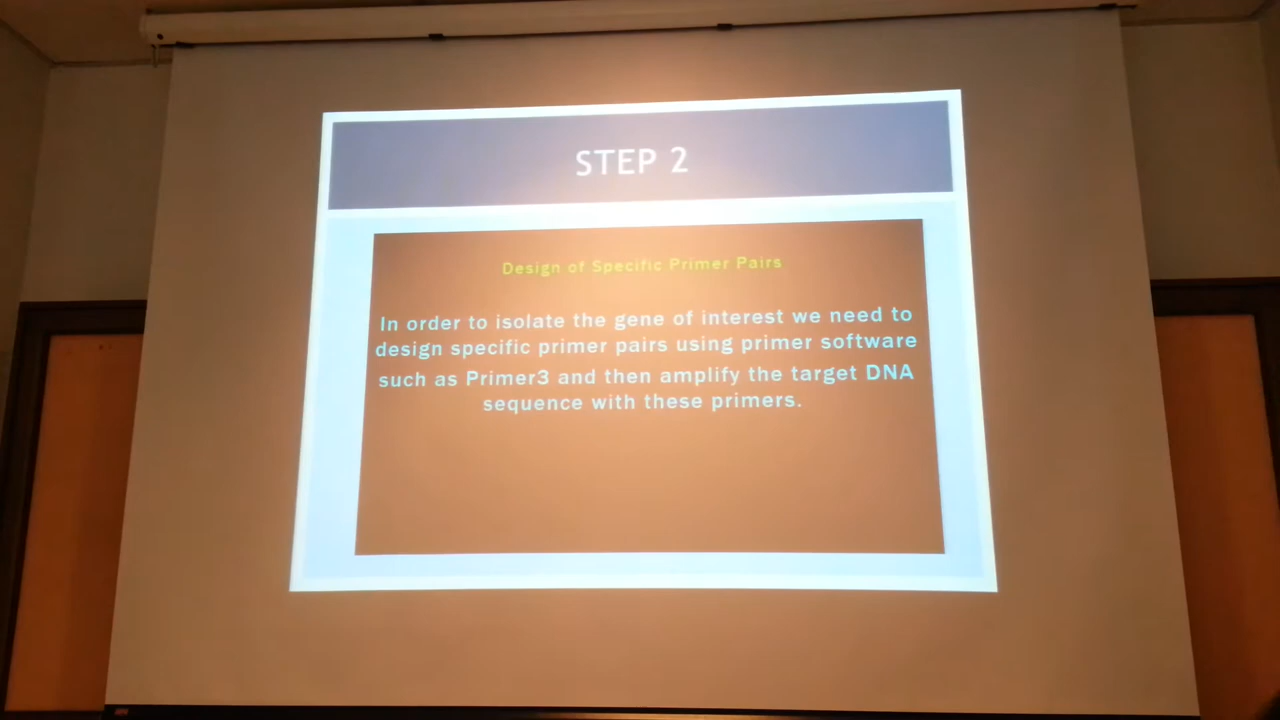 STEP 2
Design of Specific Primer Pairs
In order to isolate the gene of interest we need to
design specific primer pairs using primer software
such as Primer3 and then amplify the target DNA
sequence with these primers.